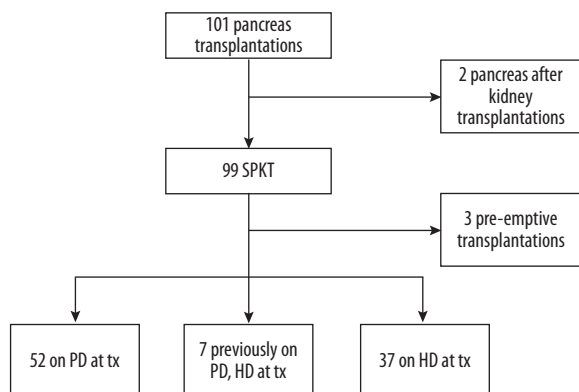 101 pancreas
transplantations
2 pancreas after
kidney
transplantations
99 SPKT
3 pre-emptive
transplantations
52 on PD at tx
7 previously on
PD, HD at tx
37 on HD at tx